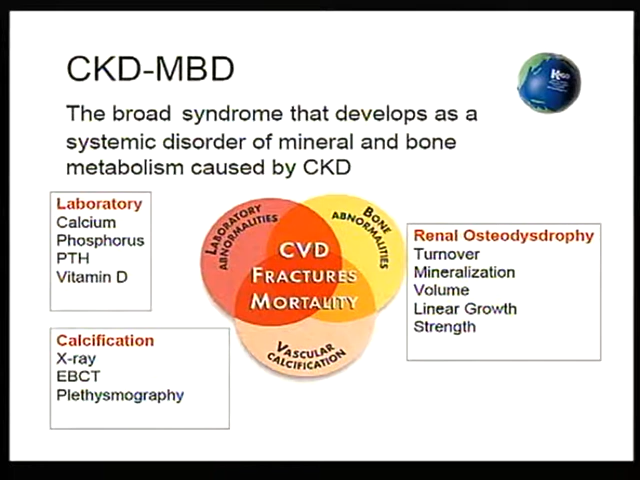 CKD-MBD
The broad syndrome that develops as a
systemic disorder of mineral and bone
metabolism caused by CKD
Laboratory
Calcium
Phosphorus
PTH
Vitamin D
Calcification
X-ray
EBCT
Plethysmography
LABORATORY
ABNORMALITIES
BONE
ABNORMALITIES
CVD
FRACTURES
MORTALITY
VASCULAR
CALCIFICATION
Renal Osteodysdrophy
Turnover
Mineralization
Volume
Linear Growth
Strength